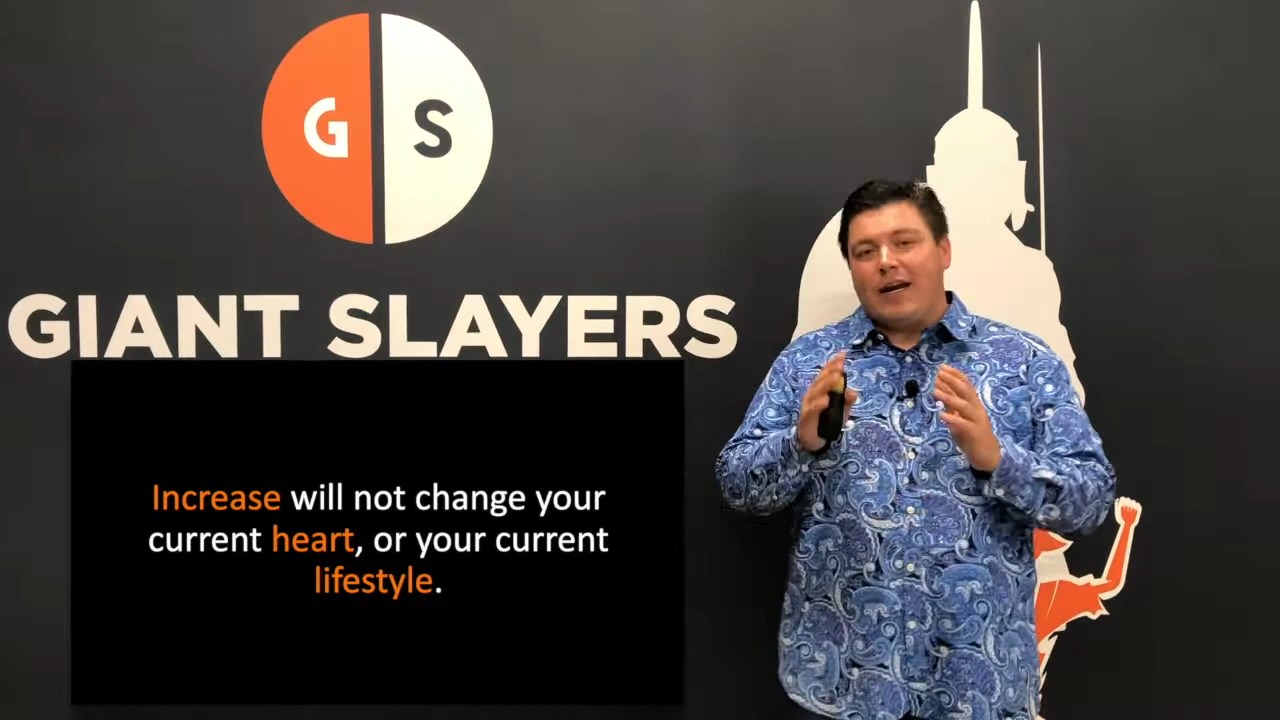 G S
GIANT SLAYERS
Increase will not change your
current heart, or your current
lifestyle.